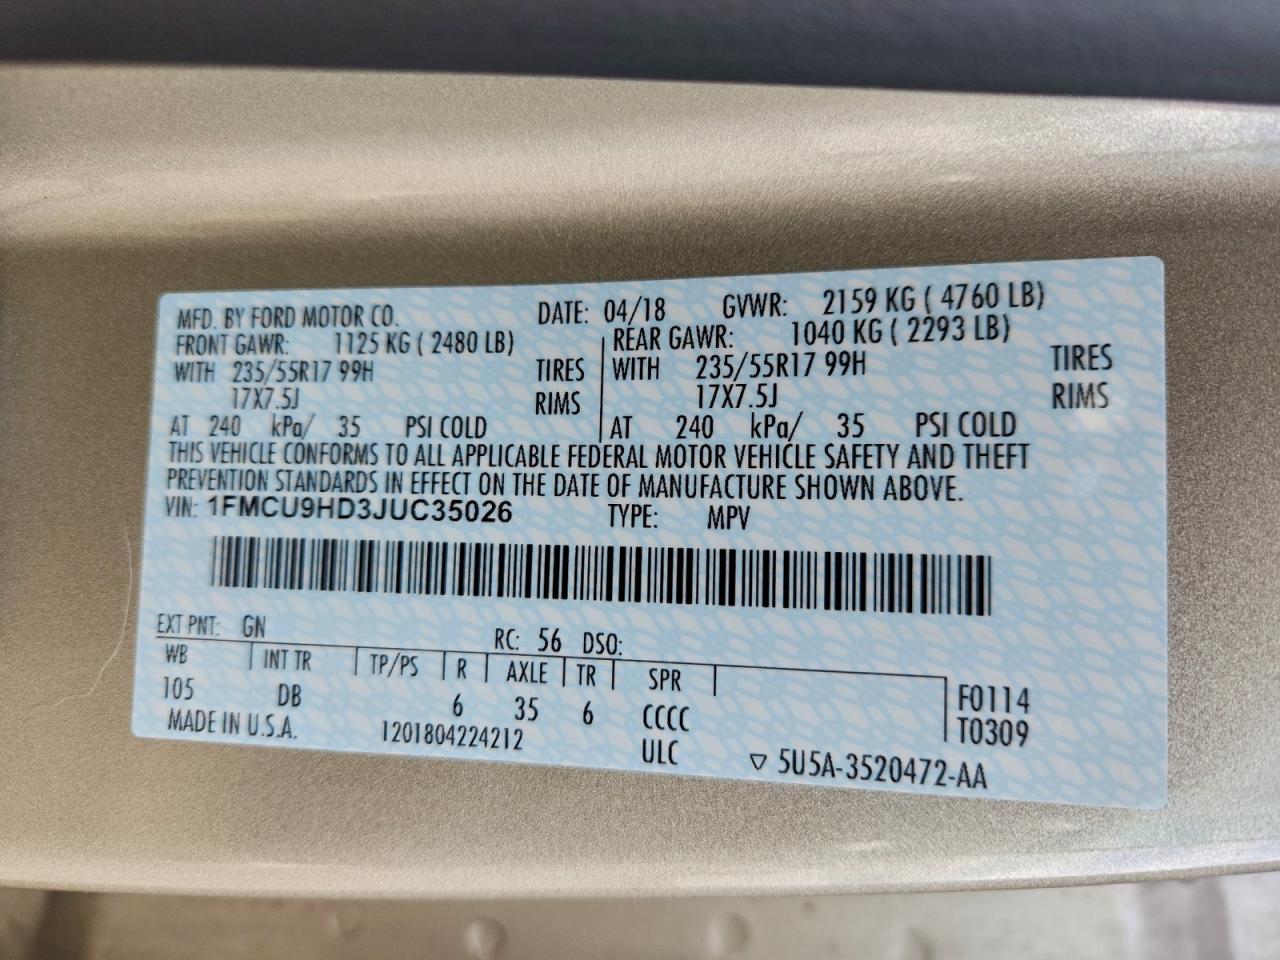 MFD. BY FORD MOTOR CO. DATE: 04/18 GVWR: 2159 KG ( 4760 LB)
FRONT GAWR: 1125 KG ( 2480 LB) REAR GAWR: 1040 KG ( 2293 LB)
WITH 235/55R17 99H TIRES WITH 235/55R17 99H TIRES
17X7.5J RIMS 17X7.5J RIMS
AT 240 kPa/ 35 PSI COLD AT 240 kPa/ 35 PSI COLD
THIS VEHICLE CONFORMS TO ALL APPLICABLE FEDERAL MOTOR VEHICLE SAFETY AND THEFT
PREVENTION STANDARDS IN EFFECT ON THE DATE OF MANUFACTURE SHOWN ABOVE.
VIN: 1FMCU9HD3JUC35026 TYPE: MPV
EXT PNT: GN RC: 56 DSO:
WB INT TR TP/PS R AXLE TR SPR
105 DB 6 35 6 CCCC F0114
MADE IN U.S.A. 1201804224212 ULC T0309
▽ 5U5A-3520472-AA